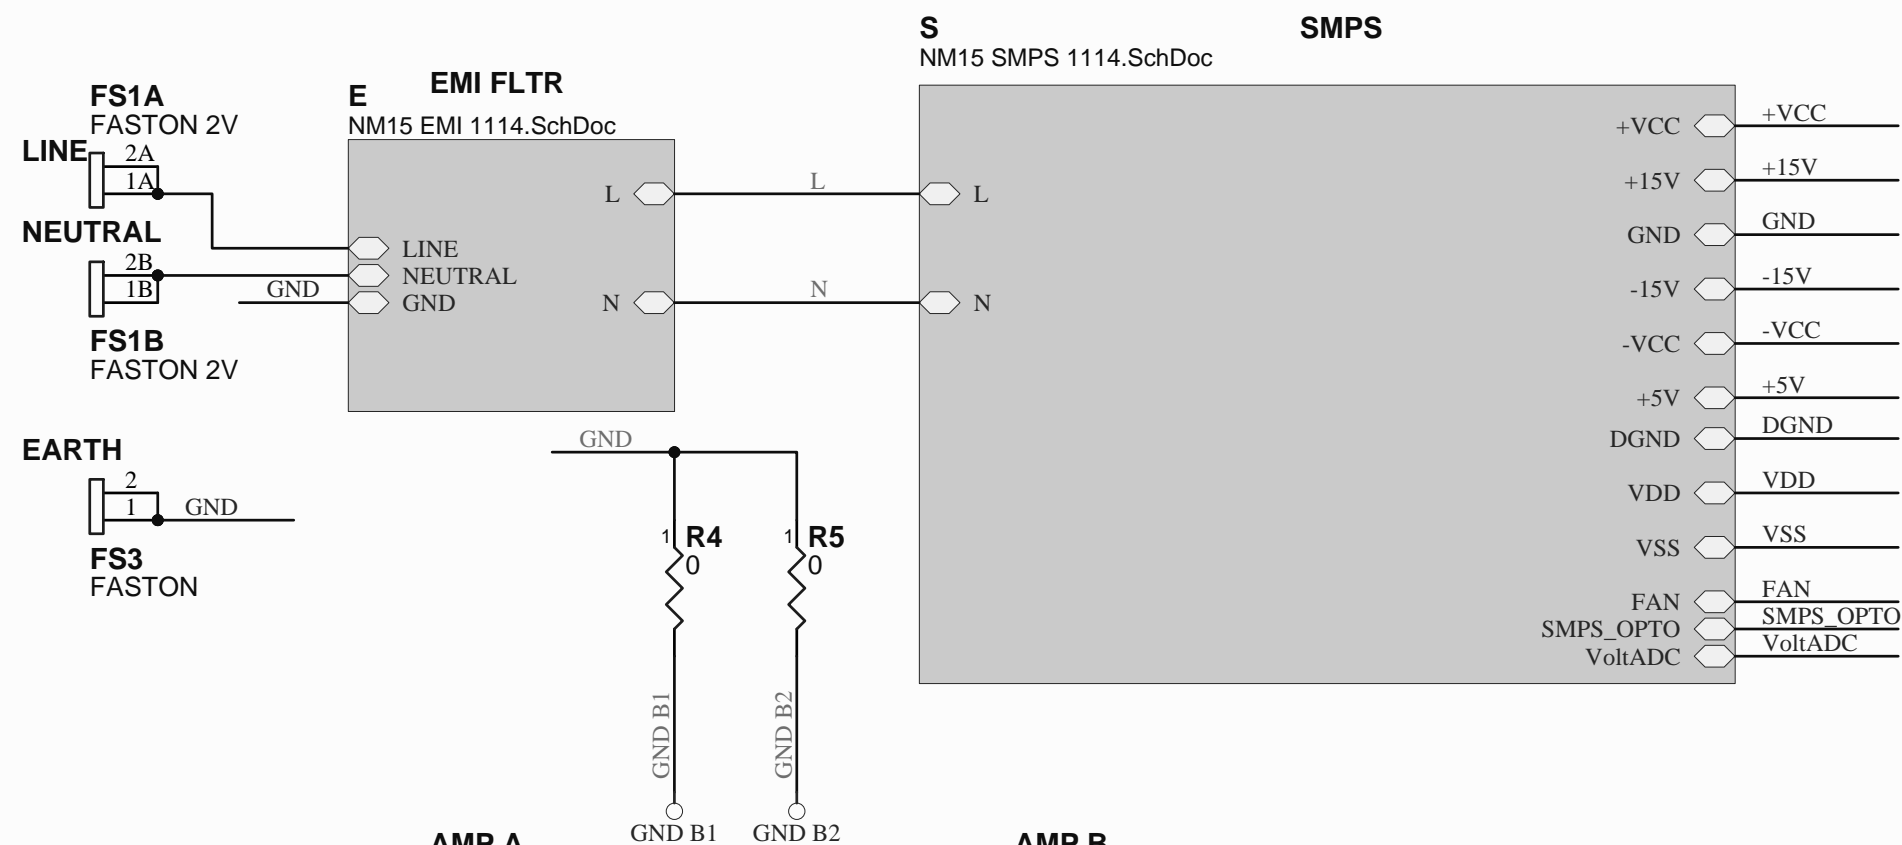 S
SMPS
NM15 SMPS 1114.SchDoc
EMI FLTR
FS1A
FASTON 2V
E
NM15 EMI 1114.SchDoc
LINE
2A
1A
NEUTRAL
2B
1B
GND
FS1B
FASTON 2V
LINE
NEUTRAL
GND
L
N
L
N
L
N
+VCC
+VCC
+15V
+15V
GND
GND
-15V
-15V
-VCC
-VCC
+5V
+5V
DGND
DGND
VDD
VDD
VSS
VSS
FAN
FAN
SMPS_OPTO
SMPS_OPTO
VoltADC
VoltADC
EARTH
2
1
GND
FS3
FASTON
GND
1
R4
0
1
R5
0
GND B1
GND B2
GND B1
GND B2
AMP A
AMP B